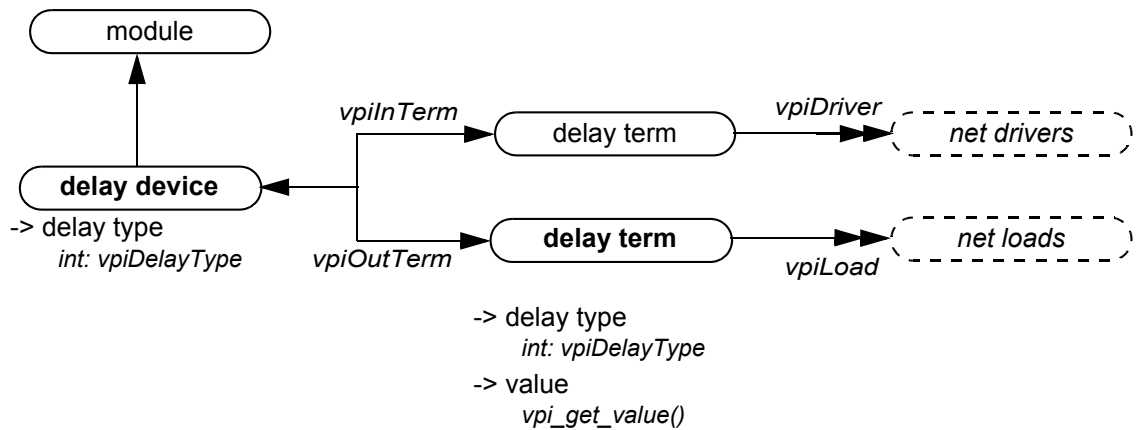 module
vpiInTerm
delay term
vpiDriver
net drivers
delay device
-> delay type
int: vpiDelayType
vpiOutTerm
delay term
vpiLoad
net loads
-> delay type
int: vpiDelayType
-> value
vpi_get_value()